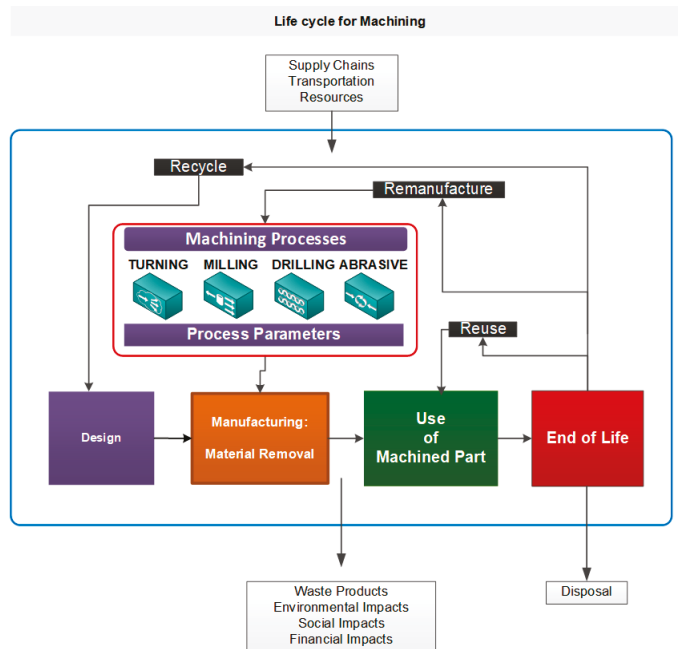 Life cycle for Machining
Supply Chains
Transportation
Resources
Recycle
Remanufacture
Machining Processes
TURNING MILLING DRILLING ABRASIVE
Process Parameters
Reuse
Design
Manufacturing:
Material Removal
Use
of
Machined Part
End of Life
Waste Products
Environmental Impacts
Social Impacts
Financial Impacts
Disposal